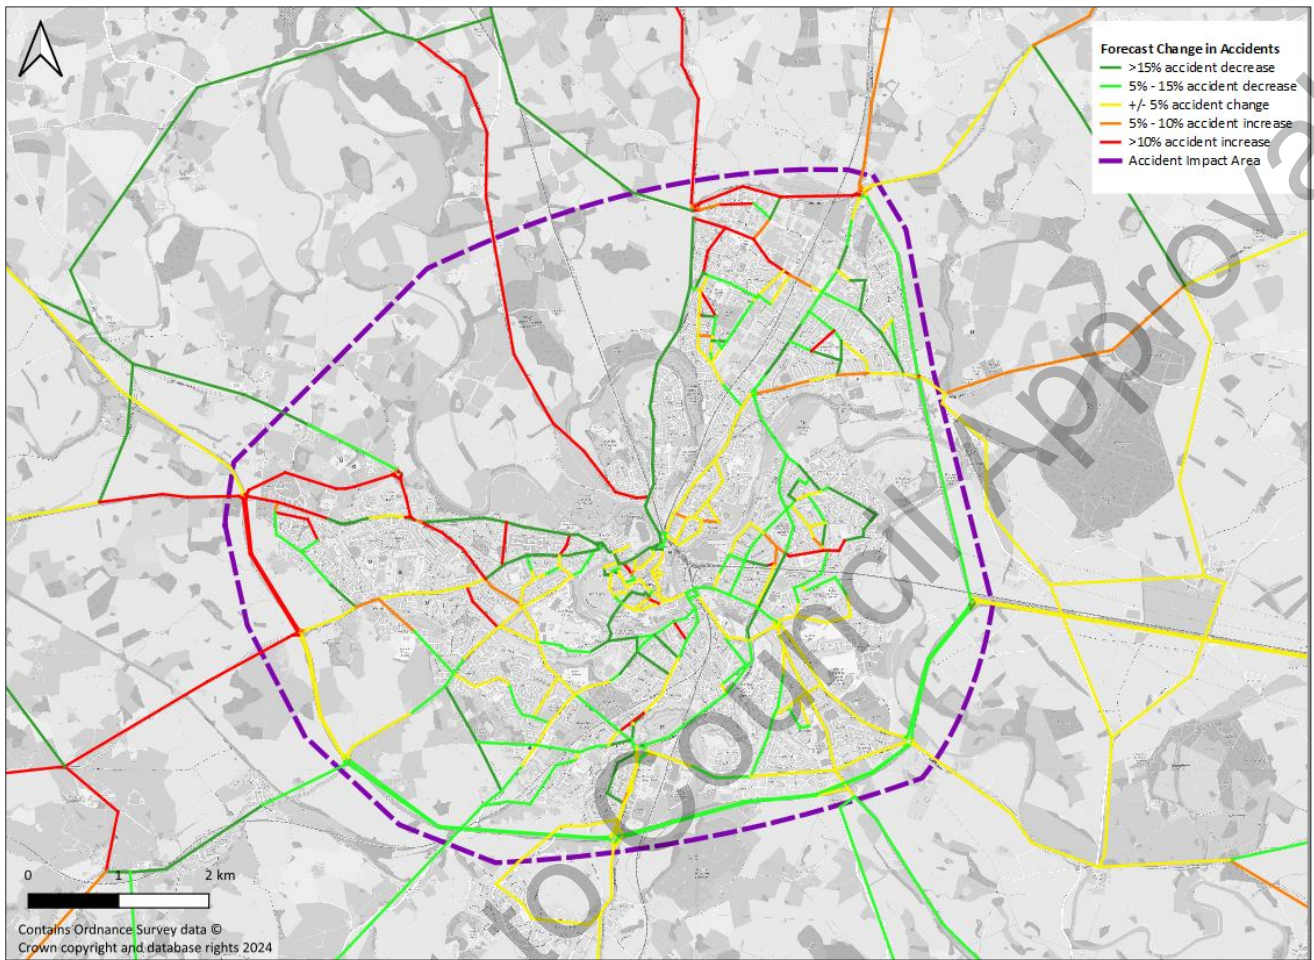 Forecast Change in Accidents
>15% accident decrease
5% - 15% accident decrease
+/- 5% accident change
5% - 10% accident increase
>10% accident increase
Accident Impact Area
to Council Approval
0 1 2 km
Contains Ordnance Survey data ©
Crown copyright and database rights 2024